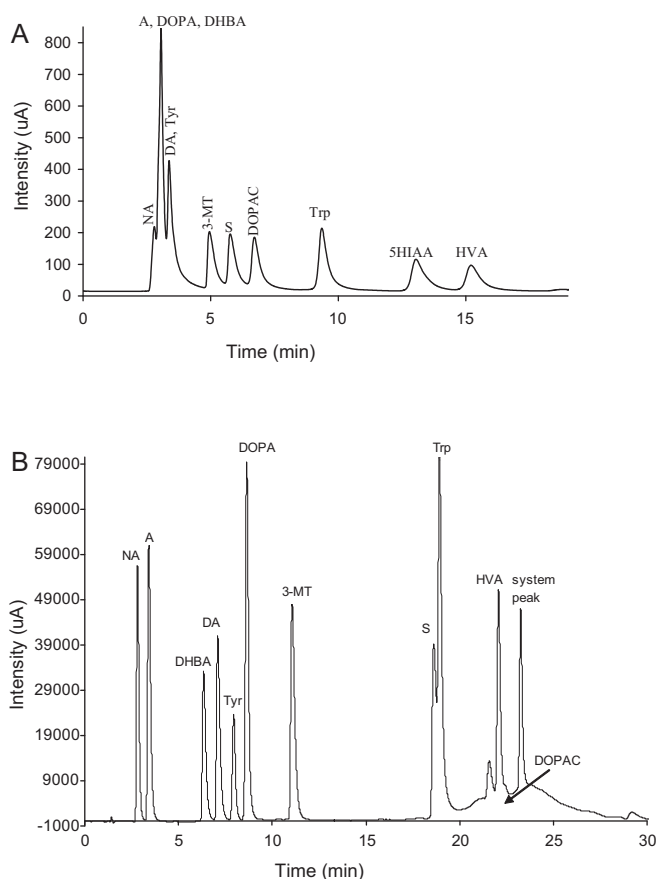 A
A, DOPA, DHBA
Intensity (uA)
800
700
600
500
400
300
200
100
0
NA
DA, Tyr
3-MT
S
DOPAC
Trp
5HIAA
HVA
0 5 10 15
Time (min)
B
Intensity (uA)
79000
69000
59000
49000
39000
29000
19000
9000
-1000
NA
A
DHBA
DA
Tyr
DOPA
3-MT
S
Trp
HVA
system
peak
DOPAC
0 5 10 15 20 25 30
Time (min)